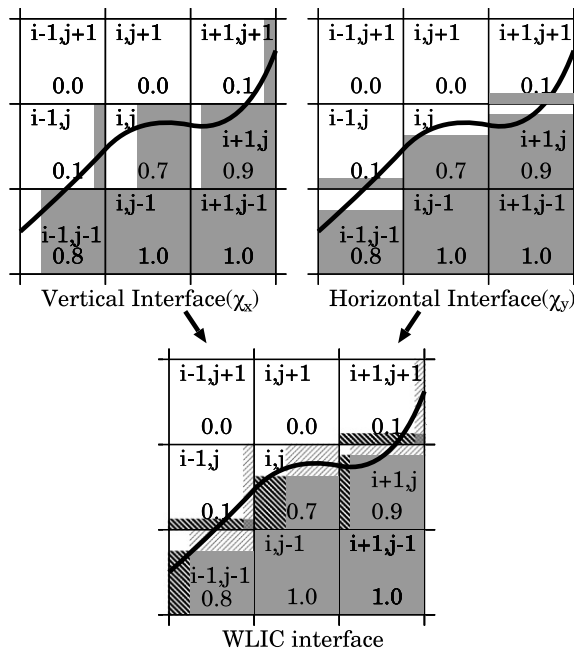 i-1,j+1 i,j+1 i+1,j+1
0.0 0.0 0.1
i-1,j i,j i+1,j
0.1 0.7 0.9
i-1,j-1 i,j-1 i+1,j-1
0.8 1.0 1.0
Vertical Interface(χx)
i-1,j+1 i,j+1 i+1,j+1
0.0 0.0 0.1
i-1,j i,j i+1,j
0.1 0.7 0.9
i-1,j-1 i,j-1 i+1,j-1
0.8 1.0 1.0
Horizontal Interface(χy)
i-1,j+1 i,j+1 i+1,j+1
0.0 0.0 0.1
i-1,j i,j i+1,j
0.1 0.7 0.9
i-1,j-1 i,j-1 i+1,j-1
0.8 1.0 1.0
WLIC interface